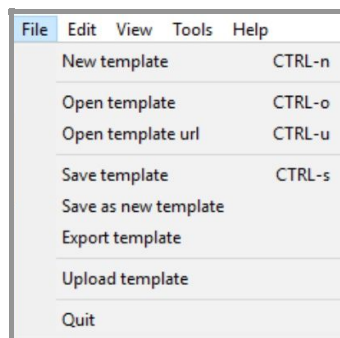 File Edit View Tools Help
New template CTRL-n
Open template CTRL-o
Open template url CTRL-u
Save template CTRL-s
Save as new template
Export template
Upload template
Quit